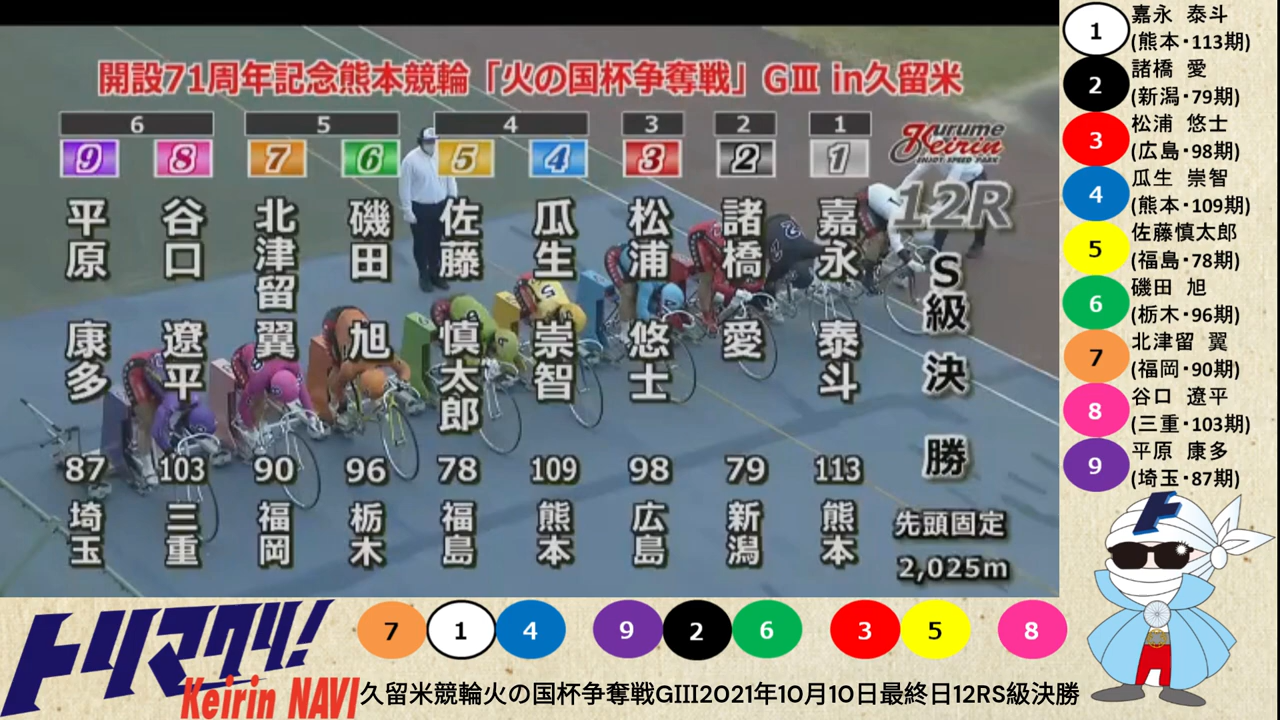 開設71周年記念熊本競輪「火の国杯争奪戦」GⅢ in久留米
6 5 4 3 2 1
9 8 7 6 5 4 3 2 1
Kurume
Keirin
ENJOY SPEED PARK
12R
S級
決
勝
先頭固定
2,025m
嘉永 泰斗 113 熊本
諸橋 愛 79 新潟
松浦 悠士 98 広島
瓜生 崇智 109 熊本
佐藤 慎太郎 78 福島
磯田 旭 96 栃木
北津留 翼 90 福岡
谷口 遼平 103 三重
平原 康多 87 埼玉
1 嘉永 泰斗
(熊本・113期)
2 諸橋 愛
(新潟・79期)
3 松浦 悠士
(広島・98期)
4 瓜生 崇智
(熊本・109期)
5 佐藤慎太郎
(福島・78期)
6 磯田 旭
(栃木・96期)
7 北津留 翼
(福岡・90期)
8 谷口 遼平
(三重・103期)
9 平原 康多
(埼玉・87期)
トリマクリ!
Keirin NAVI
7 1 4 9 2 6 3 5 8
久留米競輪火の国杯争奪戦GIII2021年10月10日最終日12RS級決勝